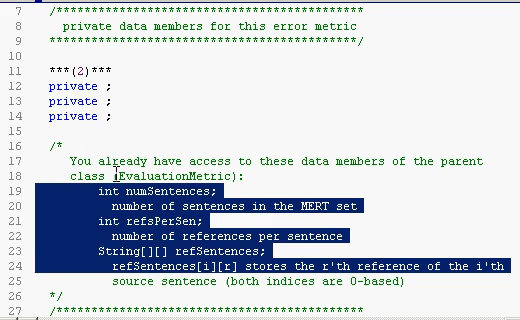 7 /********************************************
8 private data members for this error metric
9 ********************************************/
10
11 ***(2)***
12 private ;
13 private ;
14 private ;
15
16 /*
17 You already have access to these data members of the parent
18 class (EvaluationMetric):
19 int numSentences;
20 number of sentences in the MERT set
21 int refsPerSen;
22 number of references per sentence
23 String[][] refSentences;
24 refSentences[i][r] stores the r'th reference of the i'th
25 source sentence (both indices are 0-based)
26 */
27 /********************************************